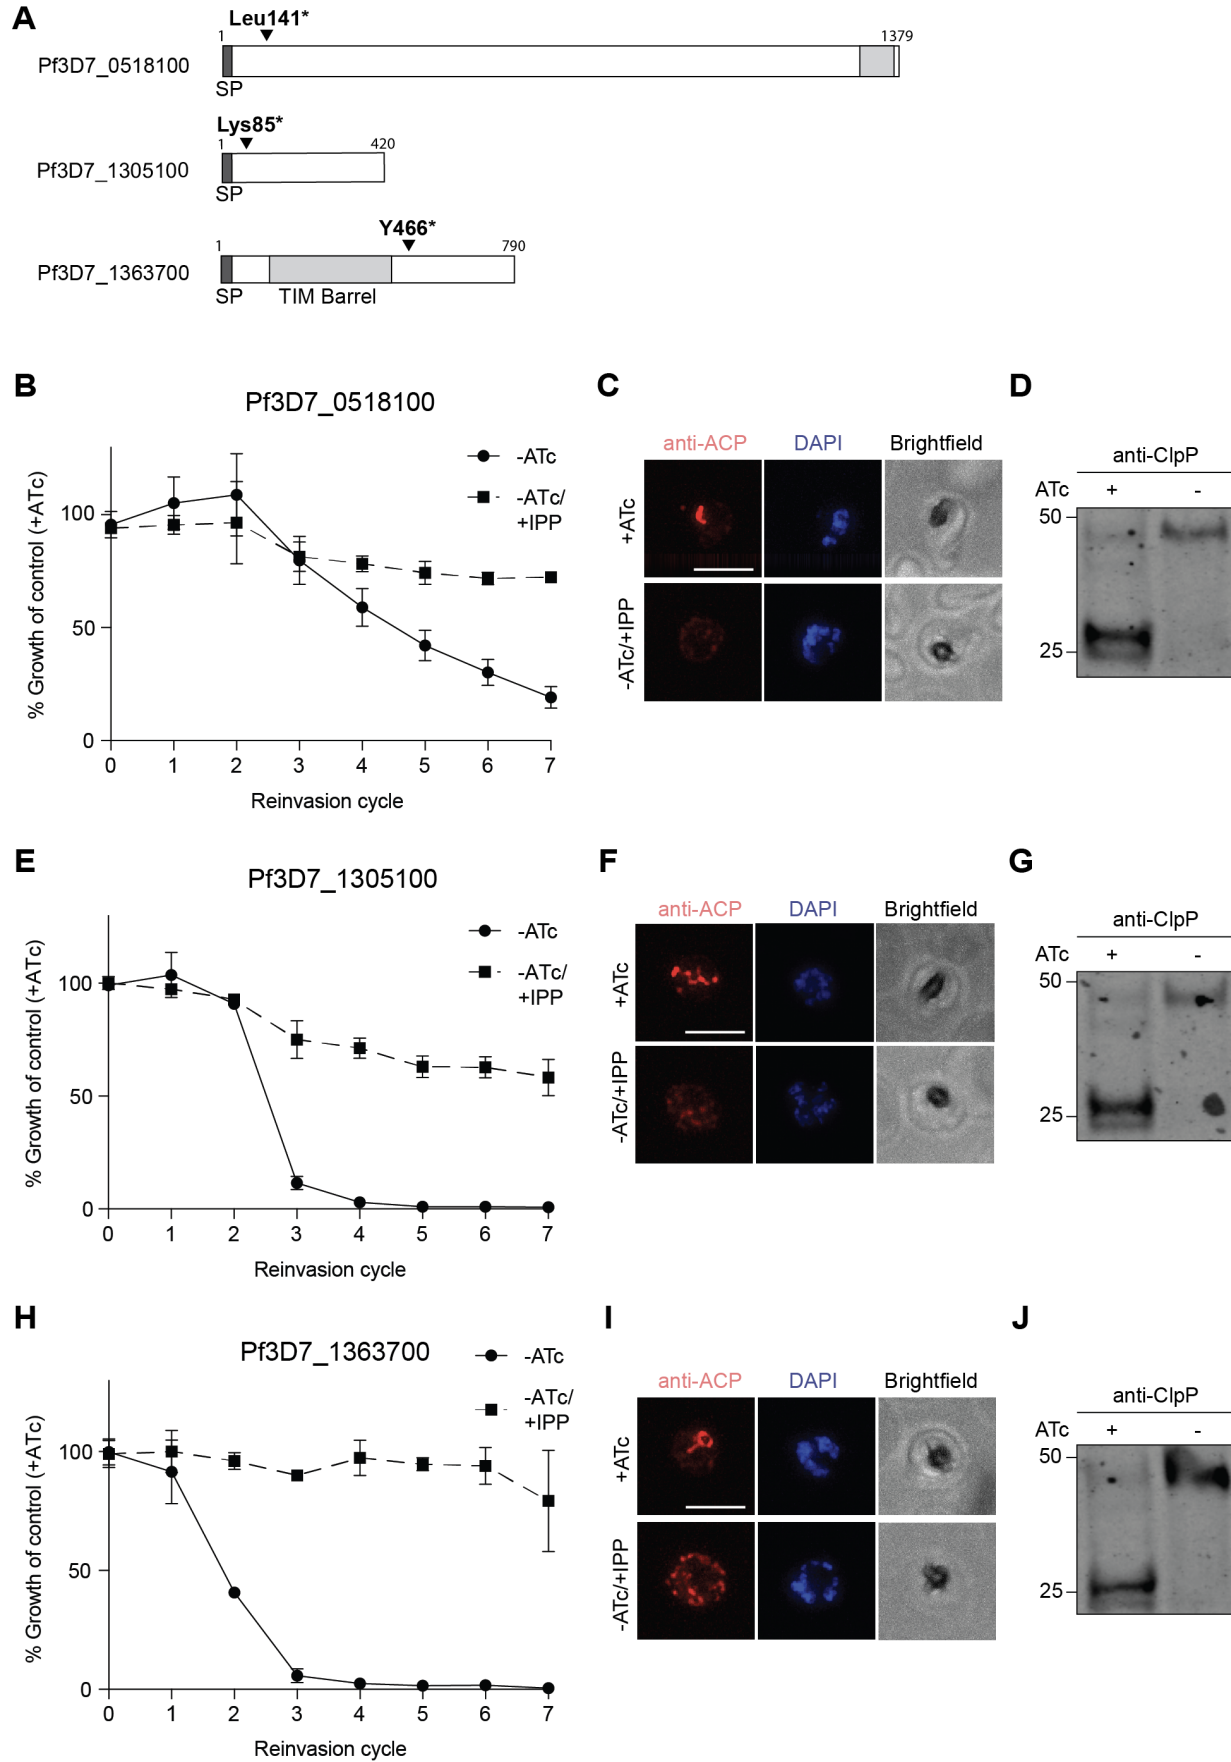 A
Leu141*
1
1379
Pf3D7_0518100
SP
Lys85*
1
420
Pf3D7_1305100
SP
Y466*
1
790
Pf3D7_1363700
SP
TIM Barrel
B
Pf3D7_0518100
-ATc
-ATc/
+IPP
% Growth of control (+ATc)
100
50
0
0 1 2 3 4 5 6 7
Reinvasion cycle
C
anti-ACP DAPI Brightfield
+ATc
-ATc/+IPP
D
anti-ClpP
ATc + -
50
25
E
Pf3D7_1305100
-ATc
-ATc/
+IPP
% Growth of control (+ATc)
100
50
0
0 1 2 3 4 5 6 7
Reinvasion cycle
F
anti-ACP DAPI Brightfield
+ATc
-ATc/+IPP
G
anti-ClpP
ATc + -
50
25
H
Pf3D7_1363700
-ATc
-ATc/
+IPP
% Growth of control (+ATc)
100
50
0
0 1 2 3 4 5 6 7
Reinvasion cycle
I
anti-ACP DAPI Brightfield
+ATc
-ATc/+IPP
J
anti-ClpP
ATc + -
50
25